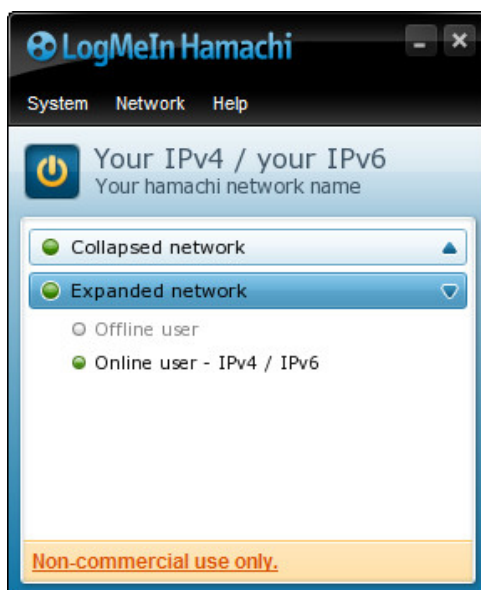 LogMeIn Hamachi
System Network Help
Your IPv4 / your IPv6
Your hamachi network name
Collapsed network
Expanded network
Offline user
Online user - IPv4 / IPv6
Non-commercial use only.